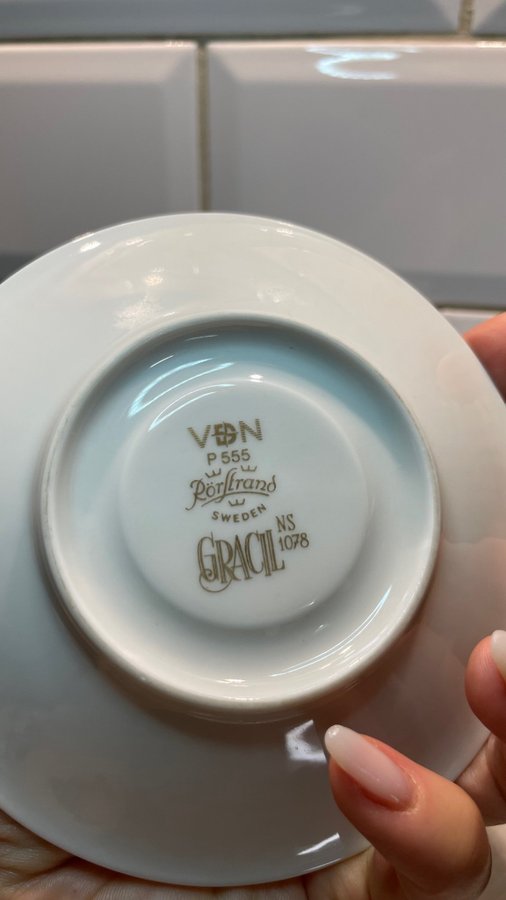 VDN
P 555
Rörstrand
SWEDEN
GRACIL NS
1078